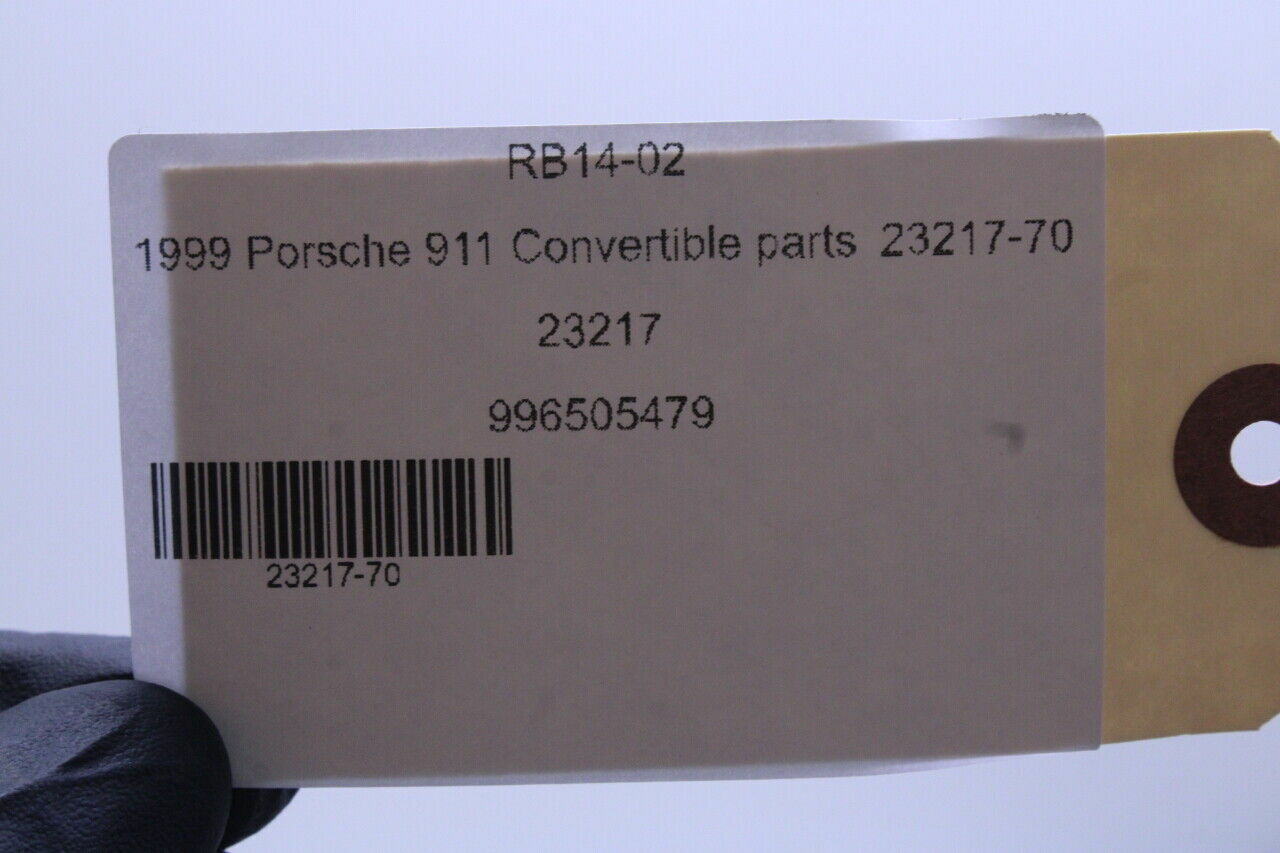 RB14-02
1999 Porsche 911 Convertible parts 23217-70
23217
996505479
23217-70